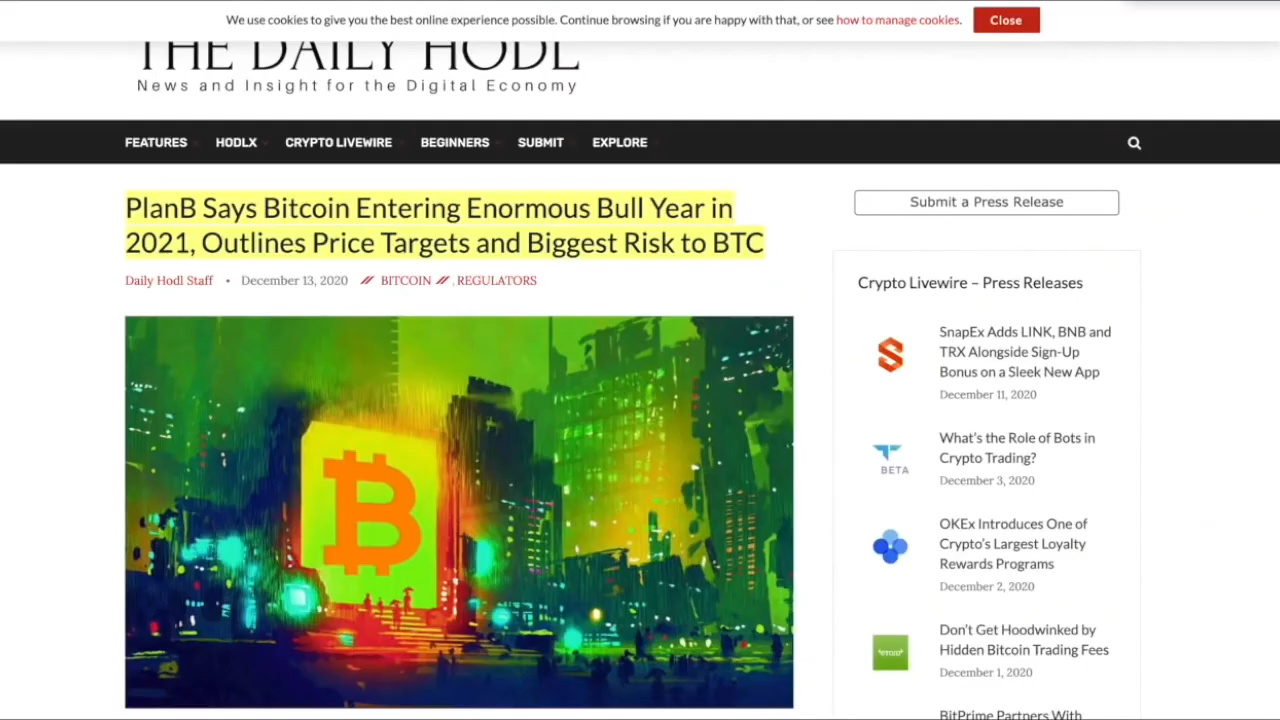 We use cookies to give you the best online experience possible. Continue browsing if you are happy with that, or see how to manage cookies.
Close
THE DAILY HODL
News and Insight for the Digital Economy
FEATURES
HODLX
CRYPTO LIVEWIRE
BEGINNERS
SUBMIT
EXPLORE
PlanB Says Bitcoin Entering Enormous Bull Year in
2021, Outlines Price Targets and Biggest Risk to BTC
Daily Hodl Staff • December 13, 2020 // BITCOIN // , REGULATORS
Submit a Press Release
Crypto Livewire – Press Releases
SnapEx Adds LINK, BNB and
TRX Alongside Sign-Up
Bonus on a Sleek New App
December 11, 2020
BETA
What's the Role of Bots in
Crypto Trading?
December 3, 2020
OKEx Introduces One of
Crypto's Largest Loyalty
Rewards Programs
December 2, 2020
Don't Get Hoodwinked by
Hidden Bitcoin Trading Fees
December 1, 2020
BitPrime Partners With